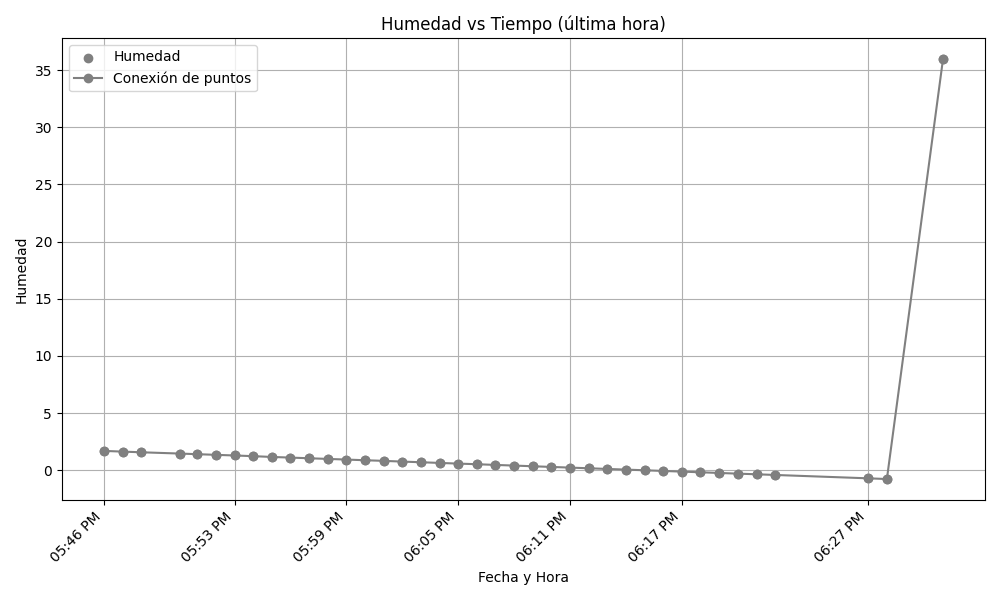 Humedad vs Tiempo (última hora)
Humedad
Conexión de puntos
35
30
25
20
15
10
5
0
Humedad
05:46 PM
05:53 PM
05:59 PM
06:05 PM
06:11 PM
06:17 PM
06:27 PM
Fecha y Hora